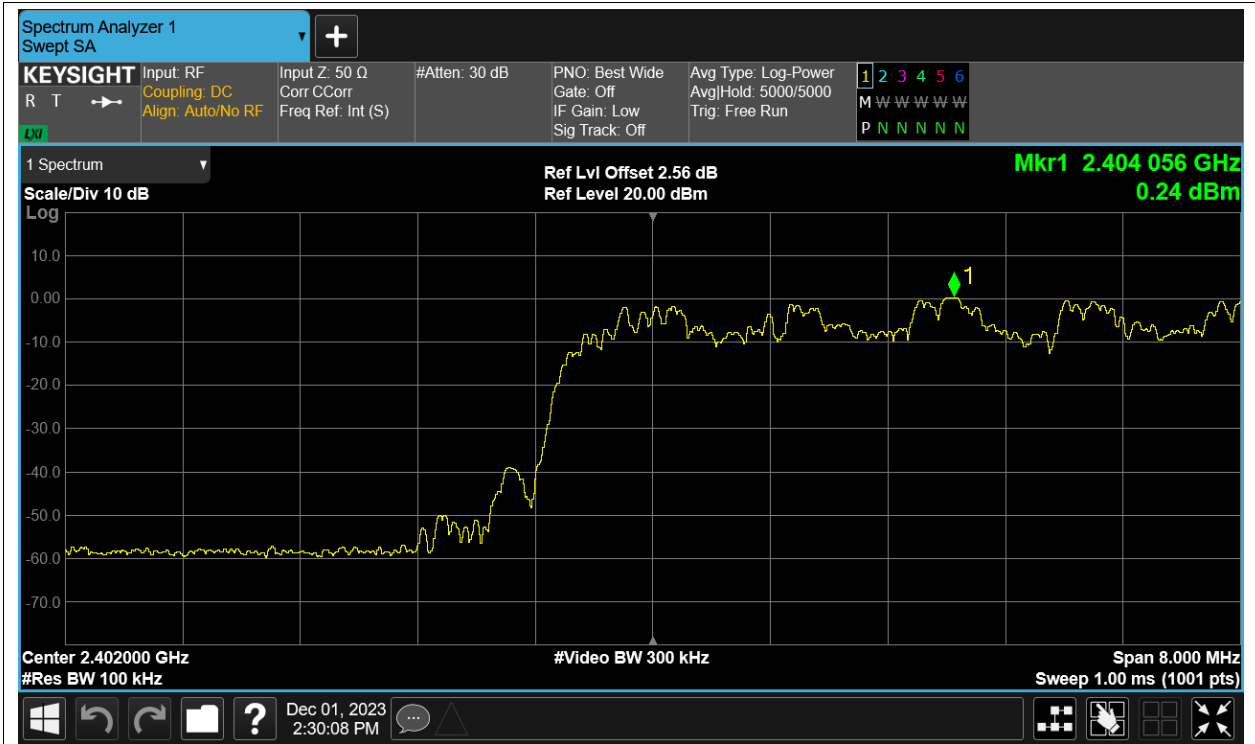 Spectrum Analyzer 1
Swept SA
KEYSIGHT
R T
LXI
Input: RF
Coupling: DC
Align: Auto/No RF
Input Z: 50 Ω
Corr CCorr
Freq Ref: Int (S)
#Atten: 30 dB
PNO: Best Wide
Gate: Off
IF Gain: Low
Sig Track: Off
Avg Type: Log-Power
Avg|Hold: 5000/5000
Trig: Free Run
1 2 3 4 5 6
M W W W W W
P N N N N N
1 Spectrum
Scale/Div 10 dB
Log
Ref Lvl Offset 2.56 dB
Ref Level 20.00 dBm
Mkr1 2.404 056 GHz
0.24 dBm
10.0
0.00
-10.0
-20.0
-30.0
-40.0
-50.0
-60.0
-70.0
1
Center 2.402000 GHz
#Res BW 100 kHz
#Video BW 300 kHz
Span 8.000 MHz
Sweep 1.00 ms (1001 pts)
?
Dec 01, 2023
2:30:08 PM